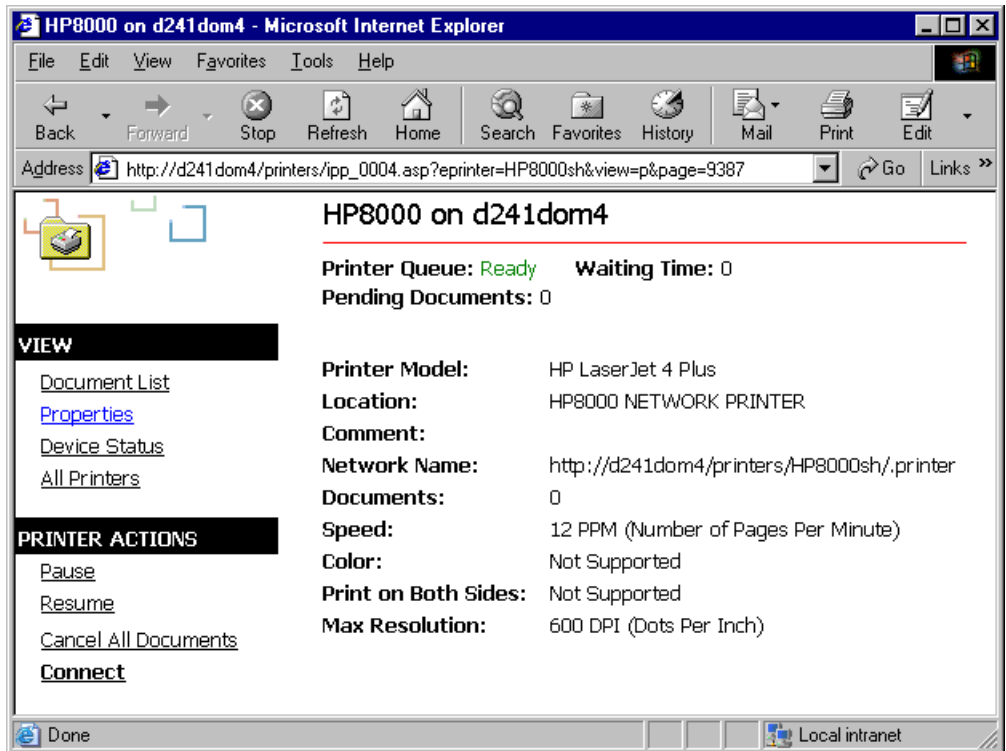 HP8000 on d241dom4 - Microsoft Internet Explorer
File Edit View Favorites Tools Help
Back Forward Stop Refresh Home Search Favorites History Mail Print Edit
Address http://d241dom4/printers/ipp_0004.asp?eprinter=HP8000sh&view=p&page=9387 Go Links »
HP8000 on d241dom4
Printer Queue: Ready Waiting Time: 0
Pending Documents: 0
VIEW
Document List
Properties
Device Status
All Printers
PRINTER ACTIONS
Pause
Resume
Cancel All Documents
Connect
Printer Model: HP LaserJet 4 Plus
Location: HP8000 NETWORK PRINTER
Comment:
Network Name: http://d241dom4/printers/HP8000sh/.printer
Documents: 0
Speed: 12 PPM (Number of Pages Per Minute)
Color: Not Supported
Print on Both Sides: Not Supported
Max Resolution: 600 DPI (Dots Per Inch)
Done Local intranet